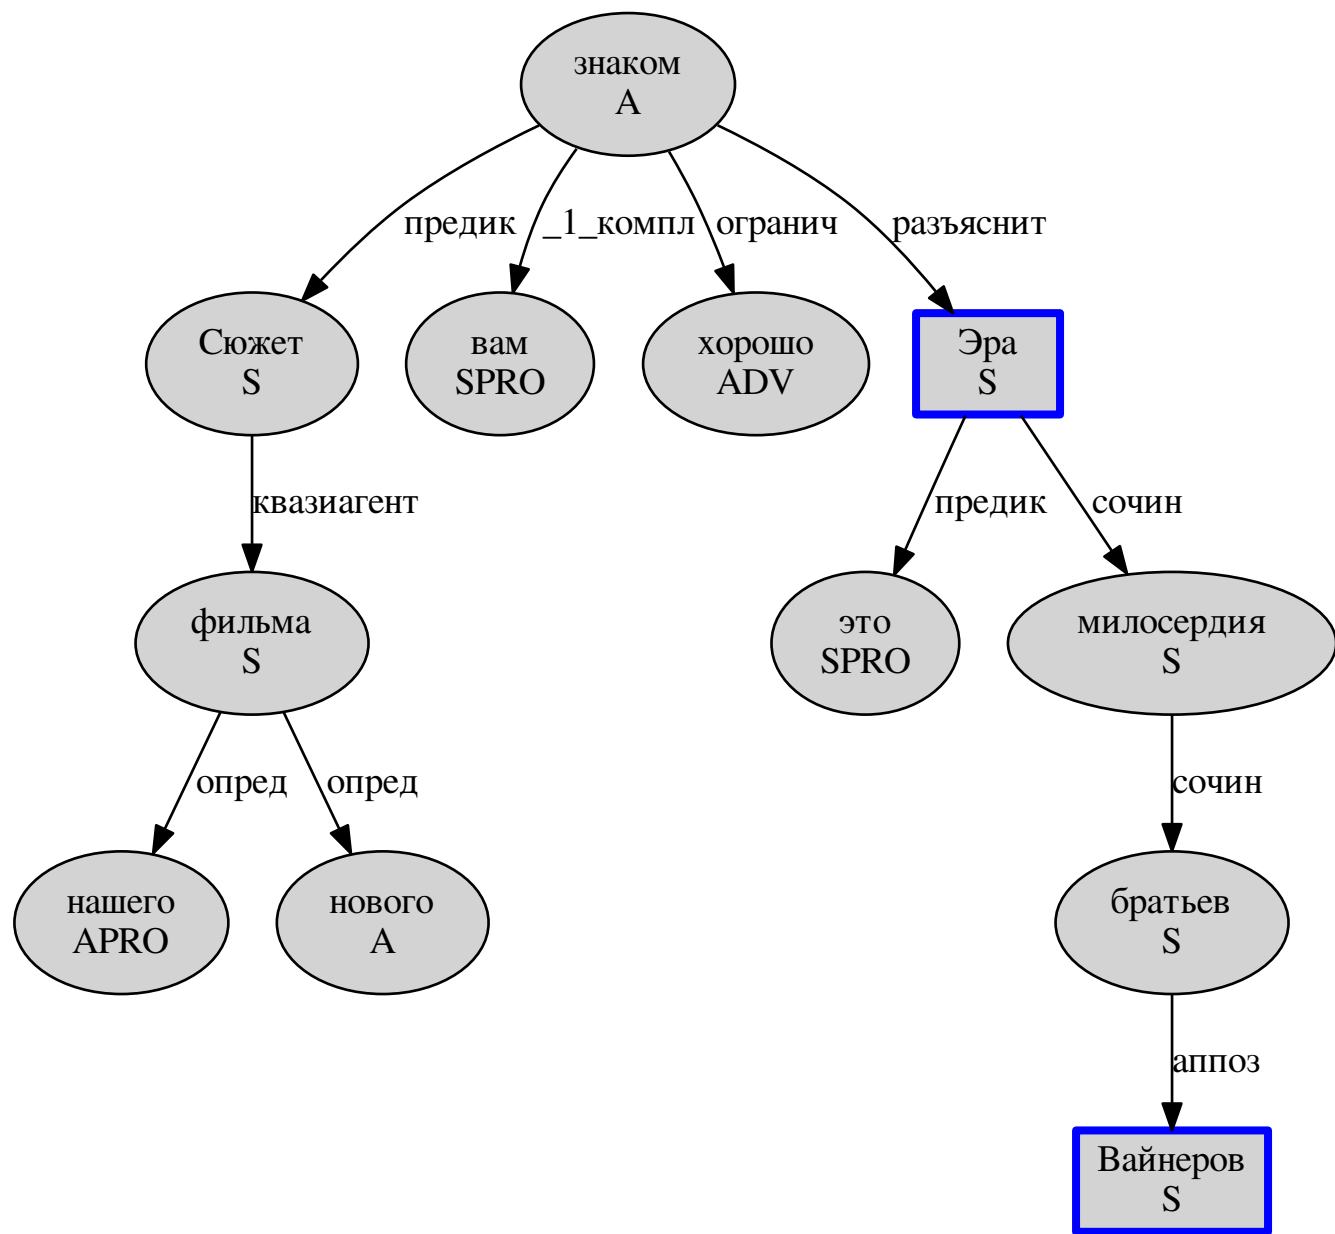 знаком
A
предик
_1_компл
огранич
разъяснит
Сюжет
S
вам
SPRO
хорошо
ADV
Эра
S
квазиагент
предик
сочин
фильма
S
это
SPRO
милосердия
S
опред
опред
сочин
нашего
APRO
нового
A
братьев
S
аппоз
Вайнеров
S